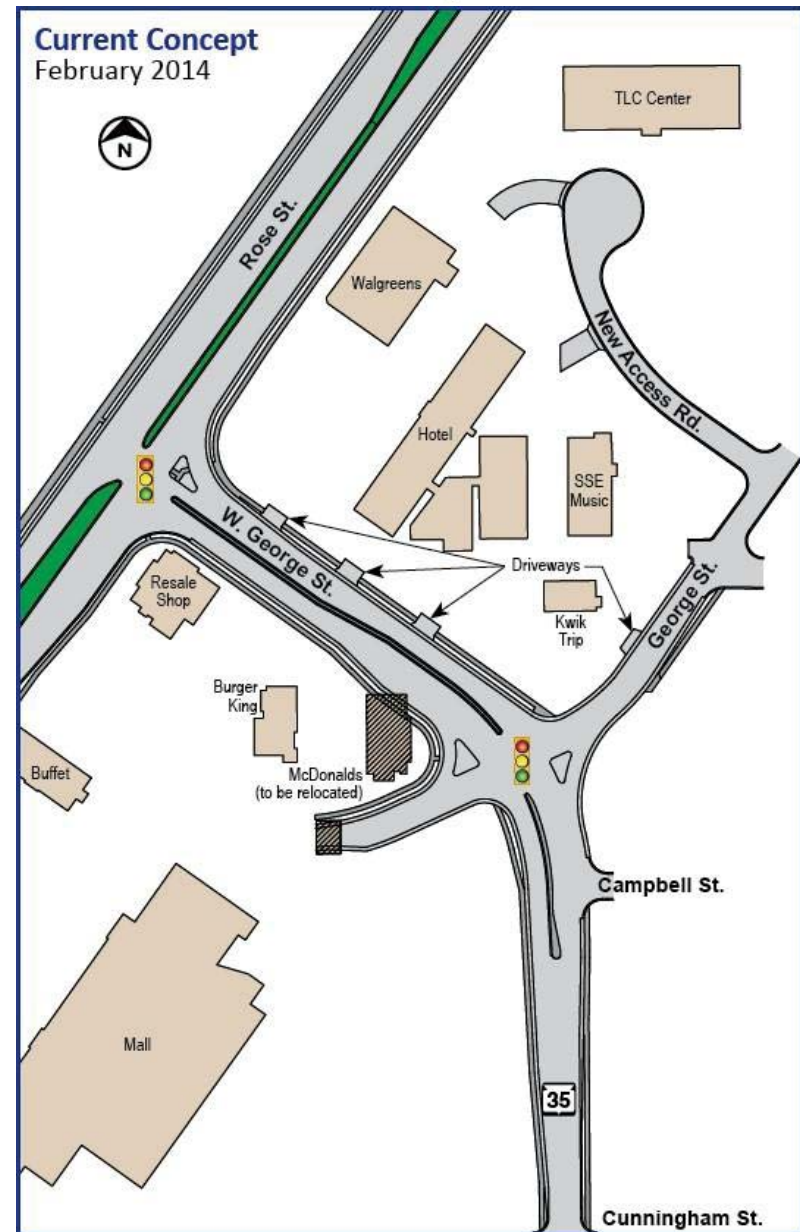 Current Concept
February 2014
N
TLC Center
Rose St.
Walgreens
New Access Rd.
Hotel
SSE
Music
W. George St.
Driveways
Resale
Shop
Kwik
Trip
George St.
Burger
King
Buffet
McDonalds
(to be relocated)
Campbell St.
Mall
35
Cunningham St.